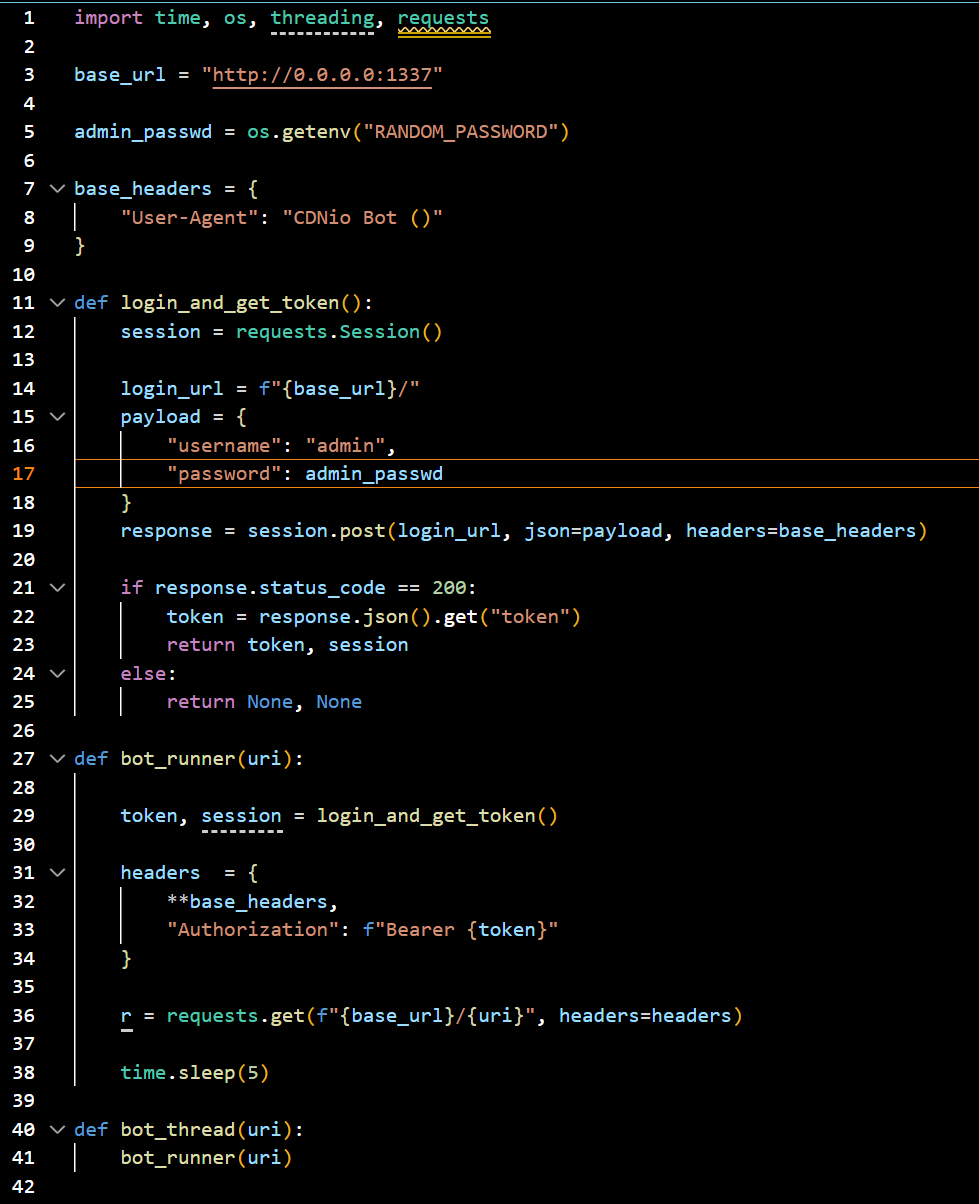 1 import time, os, threading, requests
2
3 base_url = "http://0.0.0.0:1337"
4
5 admin_passwd = os.getenv("RANDOM_PASSWORD")
6
7 base_headers = {
8     "User-Agent": "CDNio Bot ()"
9 }
10
11 def login_and_get_token():
12     session = requests.Session()
13
14     login_url = f"{base_url}/"
15     payload = {
16         "username": "admin",
17         "password": admin_passwd
18     }
19     response = session.post(login_url, json=payload, headers=base_headers)
20
21     if response.status_code == 200:
22         token = response.json().get("token")
23         return token, session
24     else:
25         return None, None
26
27 def bot_runner(uri):
28
29     token, session = login_and_get_token()
30
31     headers  = {
32         **base_headers,
33         "Authorization": f"Bearer {token}"
34     }
35
36     r = requests.get(f"{base_url}/{uri}", headers=headers)
37
38     time.sleep(5)
39
40 def bot_thread(uri):
41     bot_runner(uri)
42